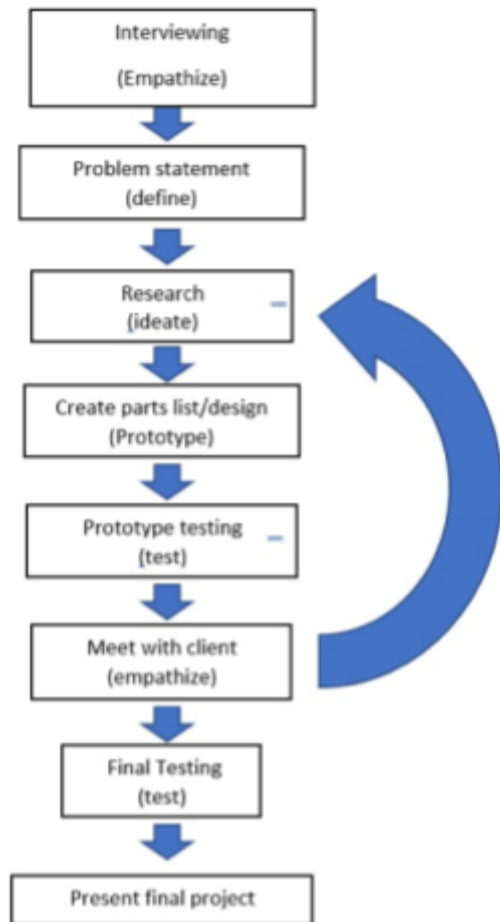 Interviewing
(Empathize)
Problem statement
(define)
Research
(ideate)
Create parts list/design
(Prototype)
Prototype testing
(test)
Meet with client
(empathize)
Final Testing
(test)
Present final project